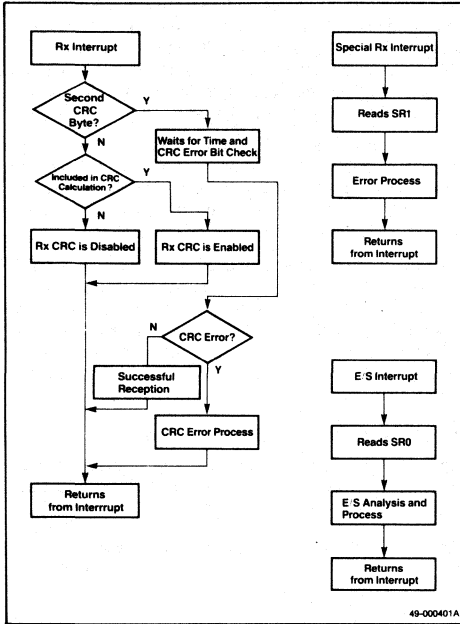 Rx Interrupt
Second
CRC
Byte?
Y
N
Waits for Time and
CRC Error Bit Check
Included in CRC
Calculation?
Y
N
Rx CRC is Disabled
Rx CRC is Enabled
CRC Error?
N
Y
Successful
Reception
CRC Error Process
Returns
from Interrrupt
Special Rx Interrupt
Reads SR1
Error Process
Returns
from Interrupt
E/S Interrupt
Reads SR0
E/S Analysis and
Process
Returns
from Interrupt
49-000401A